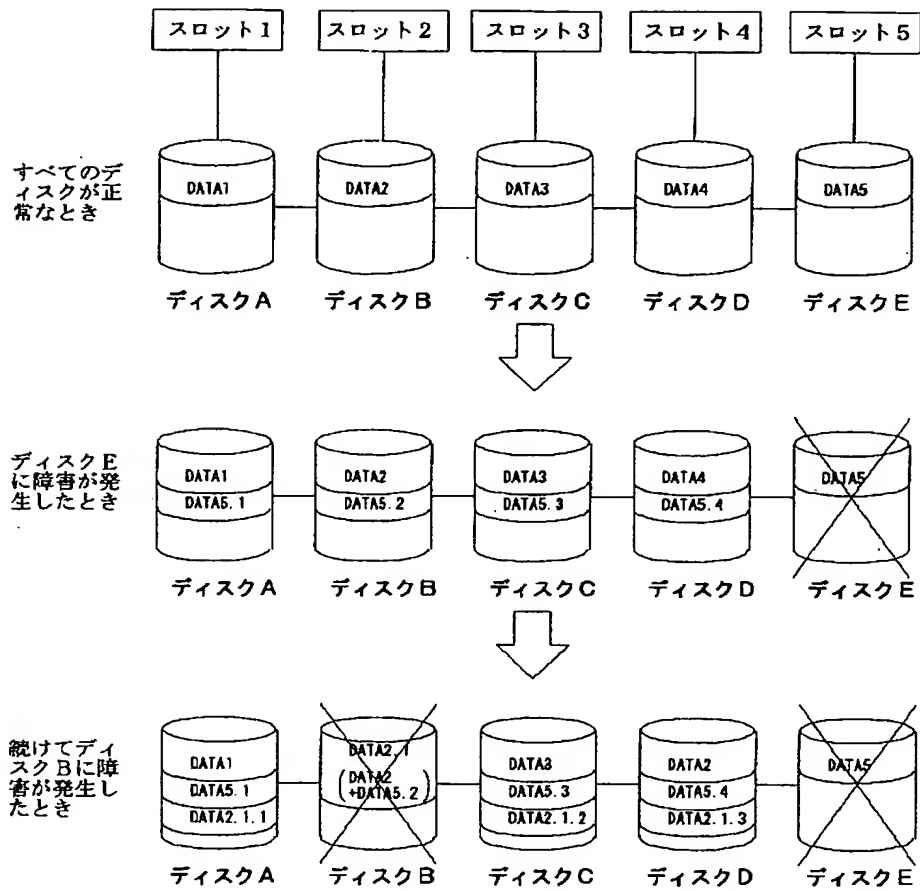 スロット1 スロット2 スロット3 スロット4 スロット5
すべてのデ
ィスクが正
常なとき
DATA1 DATA2 DATA3 DATA4 DATA5
ディスクA ディスクB ディスクC ディスクD ディスクE
ディスクE
に障害が発
生したとき
DATA1 DATA2 DATA3 DATA4 DATA5
DATA5.1 DATA5.2 DATA5.3 DATA5.4
ディスクA ディスクB ディスクC ディスクD ディスクE
続けてディ
スクBに障
害が発生し
たとき
DATA1 DATA2.1 DATA3 DATA2 DATA5
DATA5.1 (DATA2 DATA5.3 DATA5.4
+DATA5.2)
DATA2.1.1 DATA2.1.2 DATA2.1.3
ディスクA ディスクB ディスクC ディスクD ディスクE